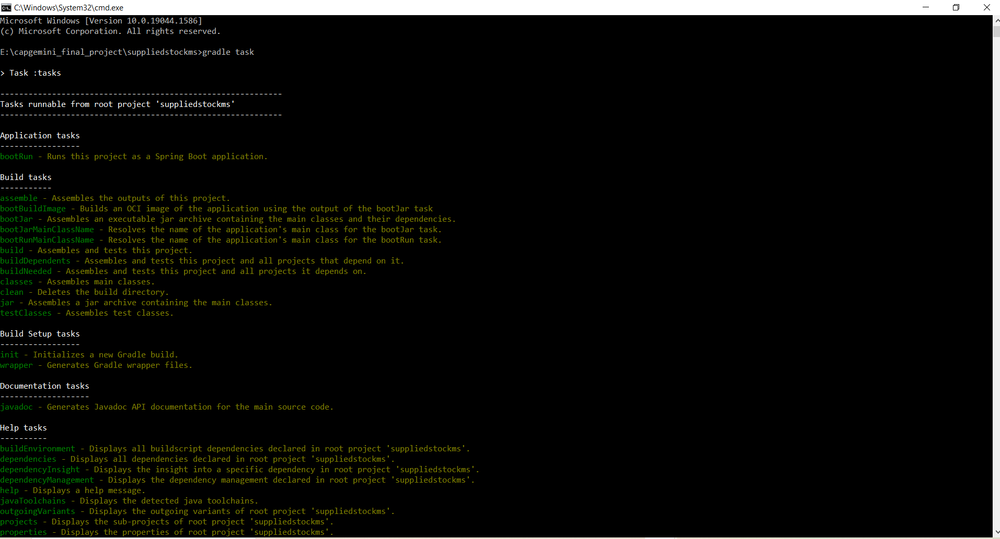 C:\Windows\System32\cmd.exe
Microsoft Windows [Version 10.0.19044.1586]
(c) Microsoft Corporation. All rights reserved.
E:\capgemini_final_project\suppliedstockms>gradle task
> Task :tasks
------------------------------------------------------------
Tasks runnable from root project 'suppliedstockms'
------------------------------------------------------------
Application tasks
-----------------
bootRun - Runs this project as a Spring Boot application.
Build tasks
-----------
assemble - Assembles the outputs of this project.
bootBuildImage - Builds an OCI image of the application using the output of the bootJar task
bootJar - Assembles an executable jar archive containing the main classes and their dependencies.
bootJarMainClassName - Resolves the name of the application's main class for the bootJar task.
bootRunMainClassName - Resolves the name of the application's main class for the bootRun task.
build - Assembles and tests this project.
buildDependents - Assembles and tests this project and all projects that depend on it.
buildNeeded - Assembles and tests this project and all projects it depends on.
classes - Assembles main classes.
clean - Deletes the build directory.
jar - Assembles a jar archive containing the main classes.
testClasses - Assembles test classes.
Build Setup tasks
-----------------
init - Initializes a new Gradle build.
wrapper - Generates Gradle wrapper files.
Documentation tasks
-------------------
javadoc - Generates Javadoc API documentation for the main source code.
Help tasks
----------
buildEnvironment - Displays all buildscript dependencies declared in root project 'suppliedstockms'.
dependencies - Displays all dependencies declared in root project 'suppliedstockms'.
dependencyInsight - Displays the insight into a specific dependency in root project 'suppliedstockms'.
dependencyManagement - Displays the dependency management declared in root project 'suppliedstockms'.
help - Displays a help message.
javaToolchains - Displays the detected java toolchains.
outgoingVariants - Displays the outgoing variants of root project 'suppliedstockms'.
projects - Displays the sub-projects of root project 'suppliedstockms'.
properties - Displays the properties of root project 'suppliedstockms'.